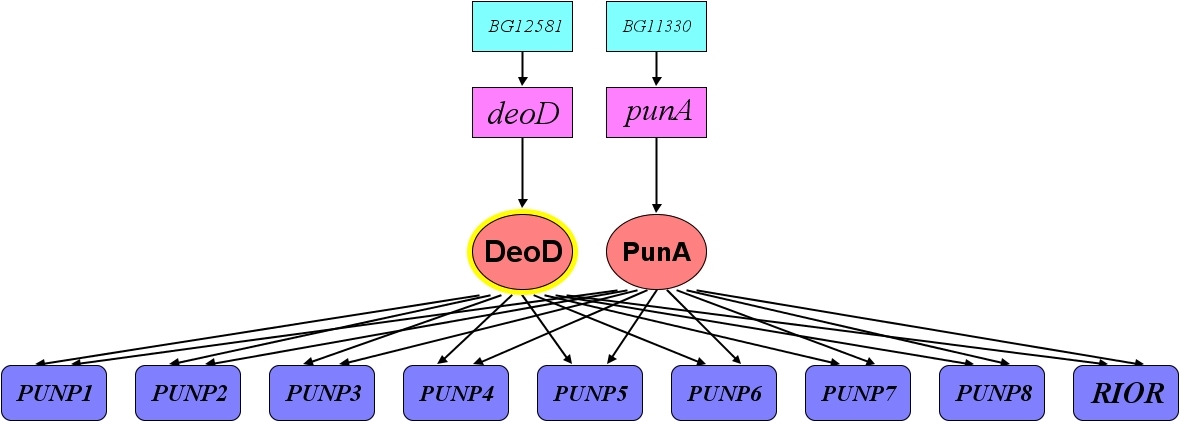 BG12581
BG11330
deoD
punA
DeoD
PunA
PUNP1
PUNP2
PUNP3
PUNP4
PUNP5
PUNP6
PUNP7
PUNP8
RIOR